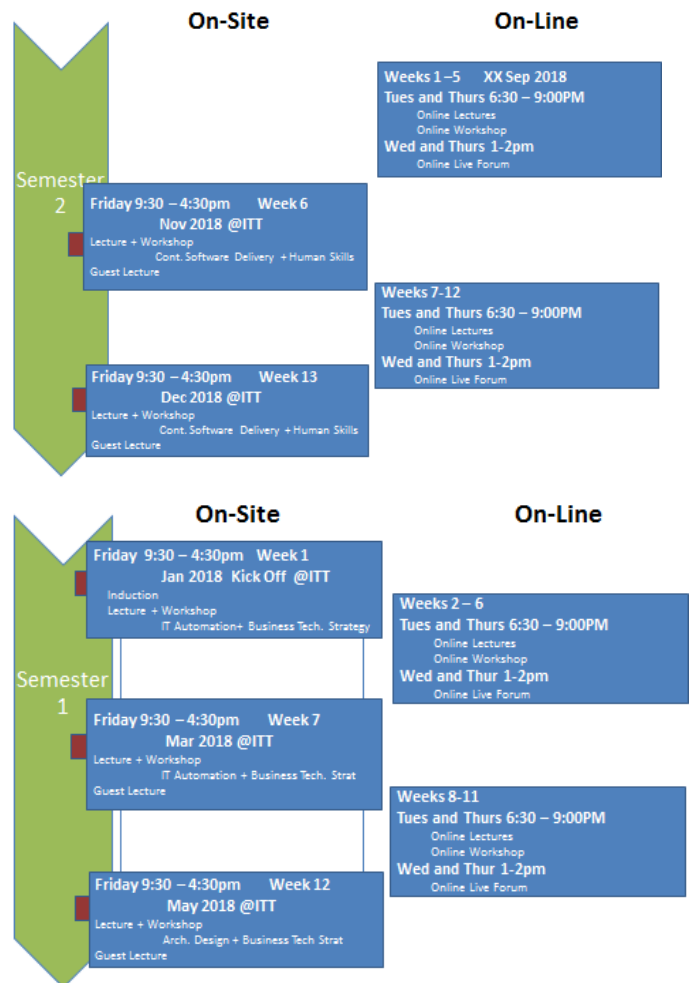 On-Site
On-Line
Weeks 1–5 XX Sep 2018
Tues and Thurs 6:30 – 9:00PM
Online Lectures
Online Workshop
Wed and Thurs 1-2pm
Online Live Forum
Semester
2
Friday 9:30 – 4:30pm Week 6
Nov 2018 @ITT
Lecture + Workshop
Cont. Software Delivery + Human Skills
Guest Lecture
Weeks 7-12
Tues and Thurs 6:30 – 9:00PM
Online Lectures
Online Workshop
Wed and Thurs 1-2pm
Online Live Forum
Friday 9:30 – 4:30pm Week 13
Dec 2018 @ITT
Lecture + Workshop
Cont. Software Delivery + Human Skills
Guest Lecture
On-Site
On-Line
Friday 9:30 – 4:30pm Week 1
Jan 2018 Kick Off @ITT
Induction
Lecture + Workshop
IT Automation+ Business Tech. Strategy
Weeks 2 – 6
Tues and Thurs 6:30 – 9:00PM
Online Lectures
Online Workshop
Wed and Thur 1-2pm
Online Live Forum
Semester
1
Friday 9:30 – 4:30pm Week 7
Mar 2018 @ITT
Lecture + Workshop
IT Automation + Business Tech. Strat
Guest Lecture
Weeks 8-11
Tues and Thurs 6:30 – 9:00PM
Online Lectures
Online Workshop
Wed and Thur 1-2pm
Online Live Forum
Friday 9:30 – 4:30pm Week 12
May 2018 @ITT
Lecture + Workshop
Arch. Design + Business Tech Strat
Guest Lecture